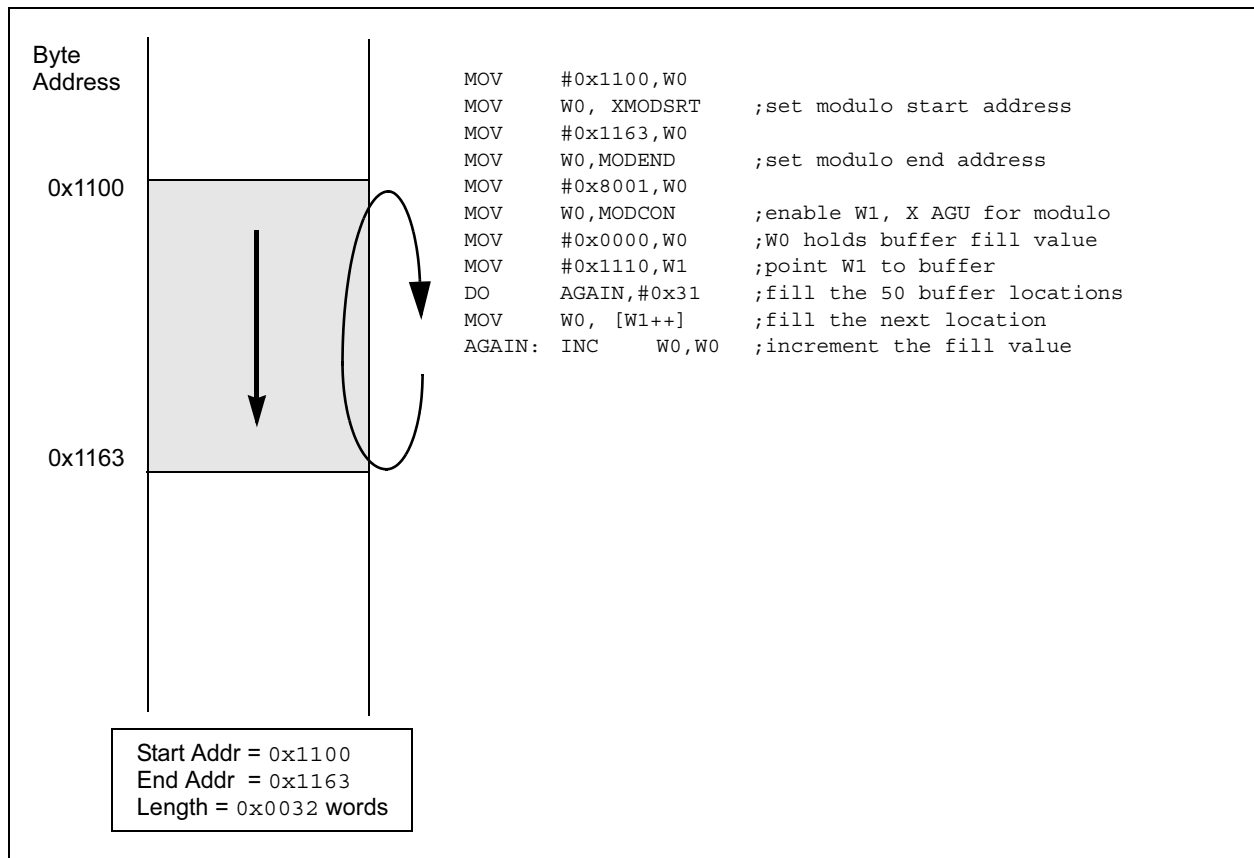 Byte
Address
0x1100
0x1163
MOV #0x1100,W0
MOV W0, XMODSRT ;set modulo start address
MOV #0x1163,W0
MOV W0,MODEND ;set modulo end address
MOV #0x8001,W0
MOV W0,MODCON ;enable W1, X AGU for modulo
MOV #0x0000,W0 ;W0 holds buffer fill value
MOV #0x1110,W1 ;point W1 to buffer
DO AGAIN,#0x31 ;fill the 50 buffer locations
MOV W0, [W1++] ;fill the next location
AGAIN: INC W0,W0 ;increment the fill value
Start Addr = 0x1100
End Addr = 0x1163
Length = 0x0032 words